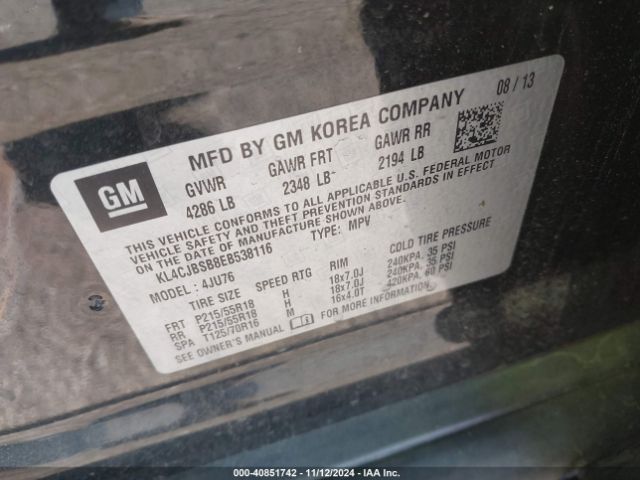 MFD BY GM KOREA COMPANY 08 / 13
GM
GVWR GAWR FRT GAWR RR
4286 LB 2348 LB 2194 LB
THIS VEHICLE CONFORMS TO ALL APPLICABLE U.S. FEDERAL MOTOR
VEHICLE SAFETY AND THEFT PREVENTION STANDARDS IN EFFECT
ON THE DATE OF MANUFACTURE SHOWN ABOVE.
KL4CJBSB8EB538116 TYPE: MPV
MODEL: 4JU76
TIRE SIZE SPEED RTG RIM COLD TIRE PRESSURE
FRT P215/55R18 H 18x7.0J 240KPA, 35 PSI
RR P215/55R18 H 18x7.0J 240KPA, 35 PSI
SPA T125/70R16 M 16x4.0T 420KPA, 60 PSI
SEE OWNER'S MANUAL FOR MORE INFORMATION
000-40851742 - 11/12/2024 - IAA Inc.